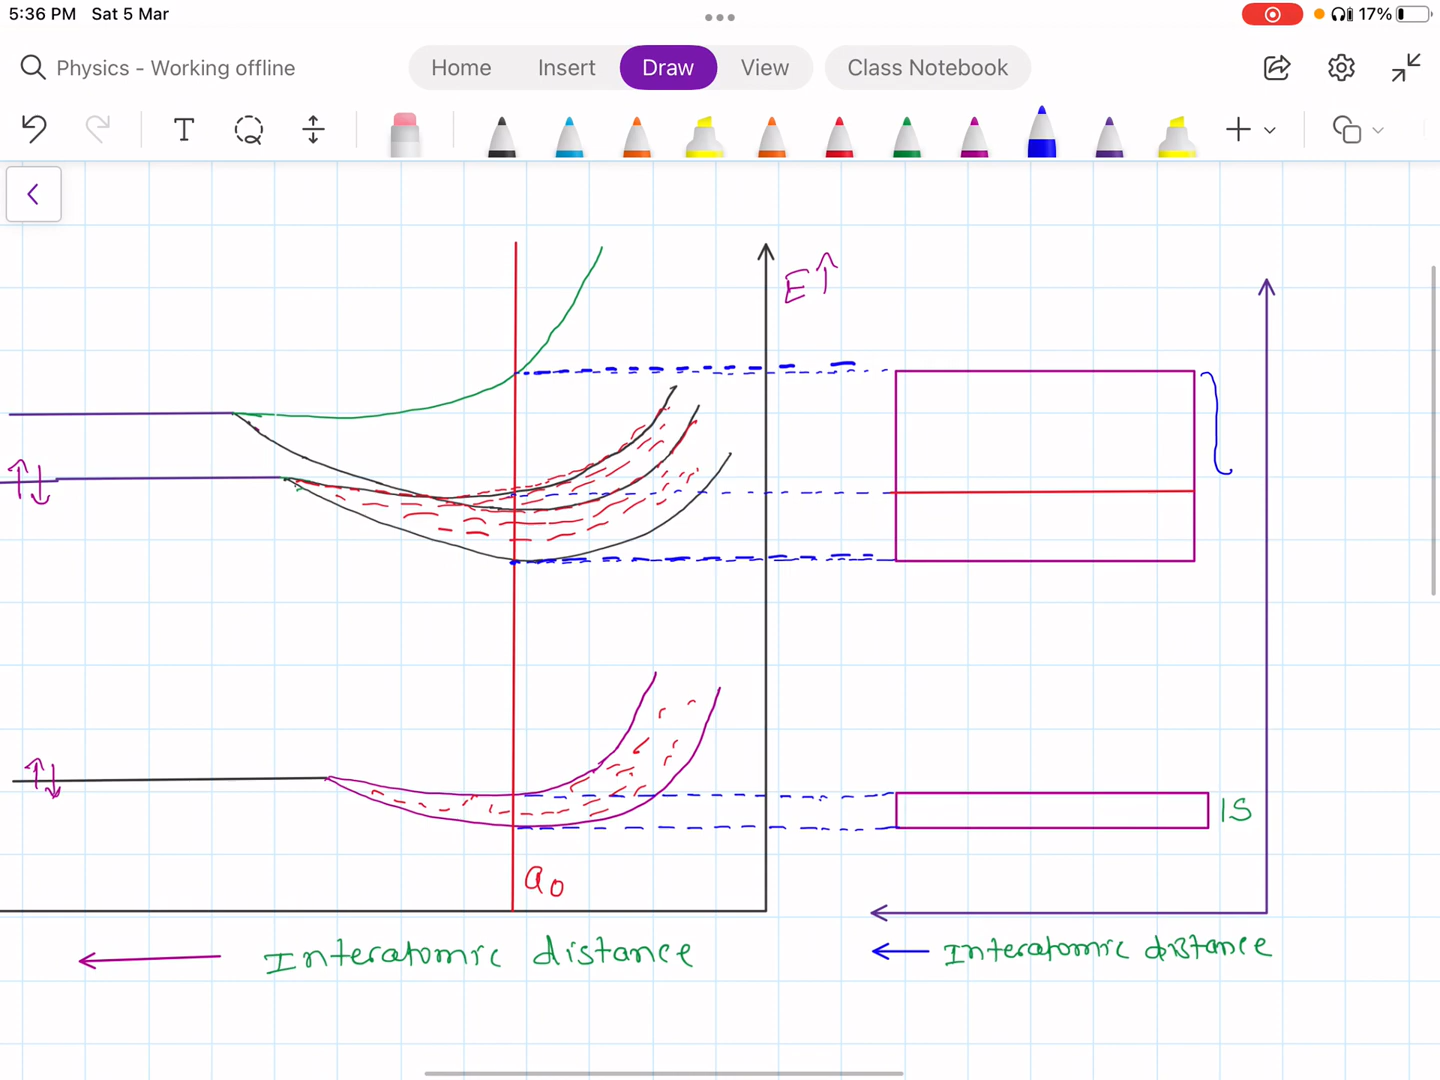 5:36 PM Sat 5 Mar
17%
Physics - Working offline
Home Insert Draw View Class Notebook
T
E↑
↑↓
↑↓
1S
a₀
← Interatomic distance
← Interatomic distance